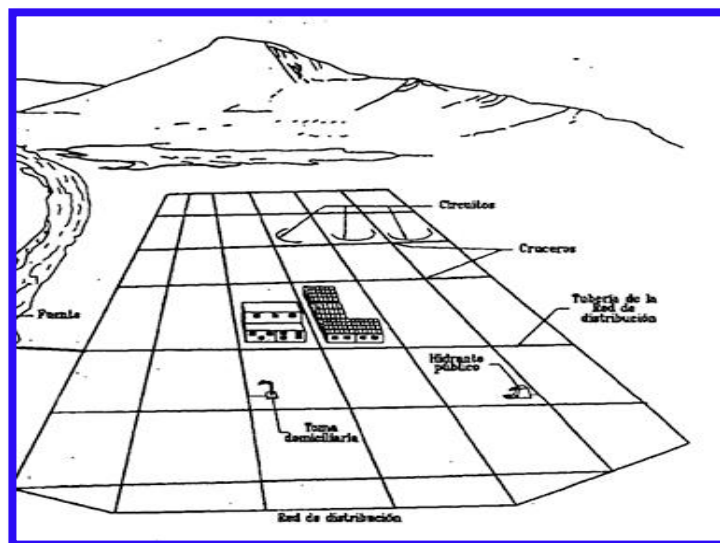 Circuitos
Cruceros
Tubería de la
Red de
distribución
Fuente
Hidrante
público
Toma
domiciliaria
Red de distribución